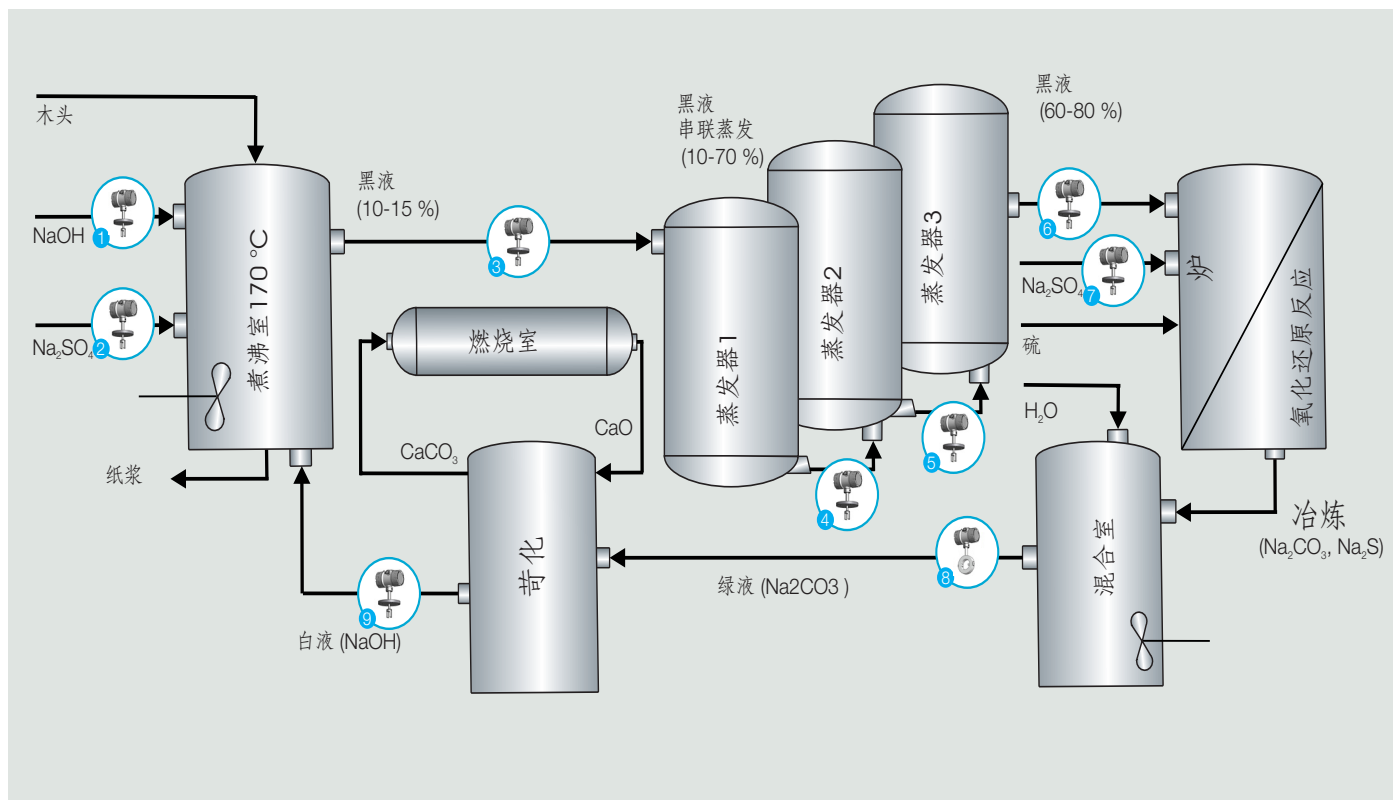 木头
NaOH
1
Na₂SO₄
2
煮沸室170 °C
纸浆
黑液
(10-15 %)
3
燃烧室
CaCO₃
CaO
苛化
9
白液 (NaOH)
黑液
串联蒸发
(10-70 %)
蒸发器1
蒸发器2
蒸发器3
4
5
黑液
(60-80 %)
6
Na₂SO₄
7
硫
H₂O
炉
氧化还原反应
冶炼
(Na₂CO₃, Na₂S)
混合室
8
绿液 (Na2CO3 )